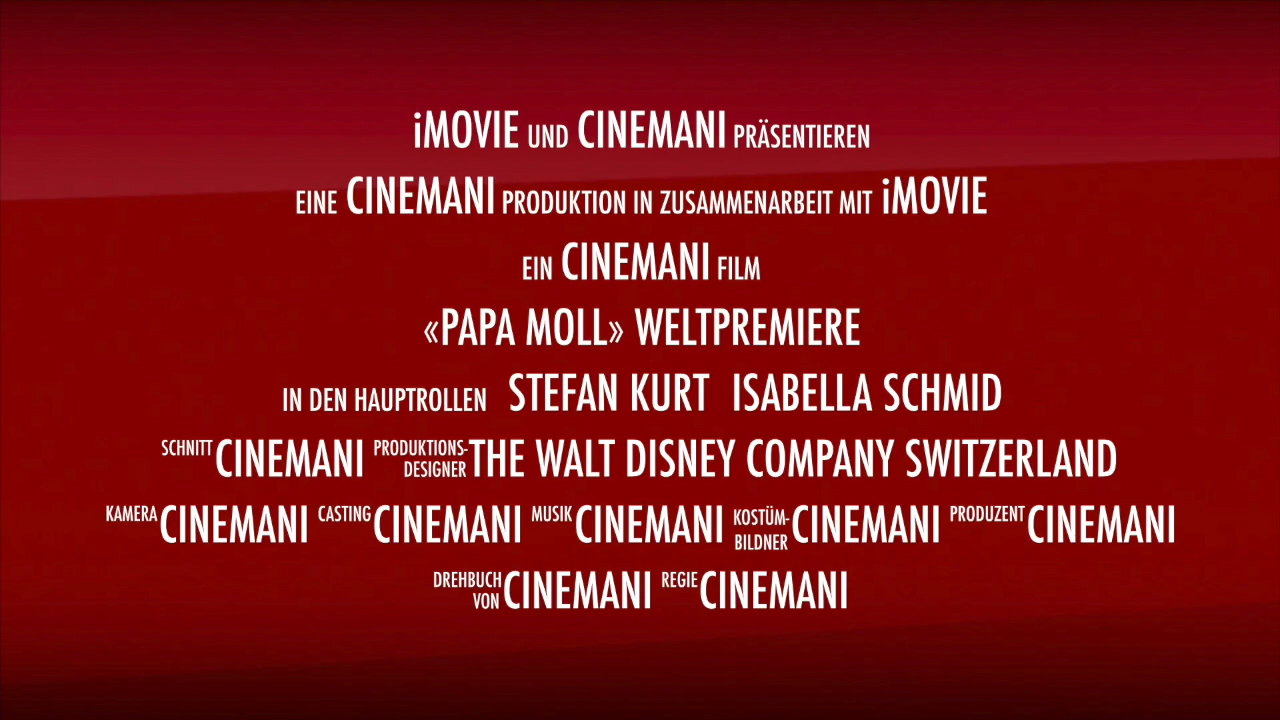 iMOVIE UND CINEMANI PRÄSENTIEREN
EINE CINEMANI PRODUKTION IN ZUSAMMENARBEIT MIT iMOVIE
EIN CINEMANI FILM
«PAPA MOLL» WELTPREMIERE
IN DEN HAUPTROLLEN STEFAN KURT ISABELLA SCHMID
SCHNITT CINEMANI PRODUKTIONS-DESIGNER THE WALT DISNEY COMPANY SWITZERLAND
KAMERA CINEMANI CASTING CINEMANI MUSIK CINEMANI KOSTÜM-BILDNER CINEMANI PRODUZENT CINEMANI
DREHBUCH VON CINEMANI REGIE CINEMANI